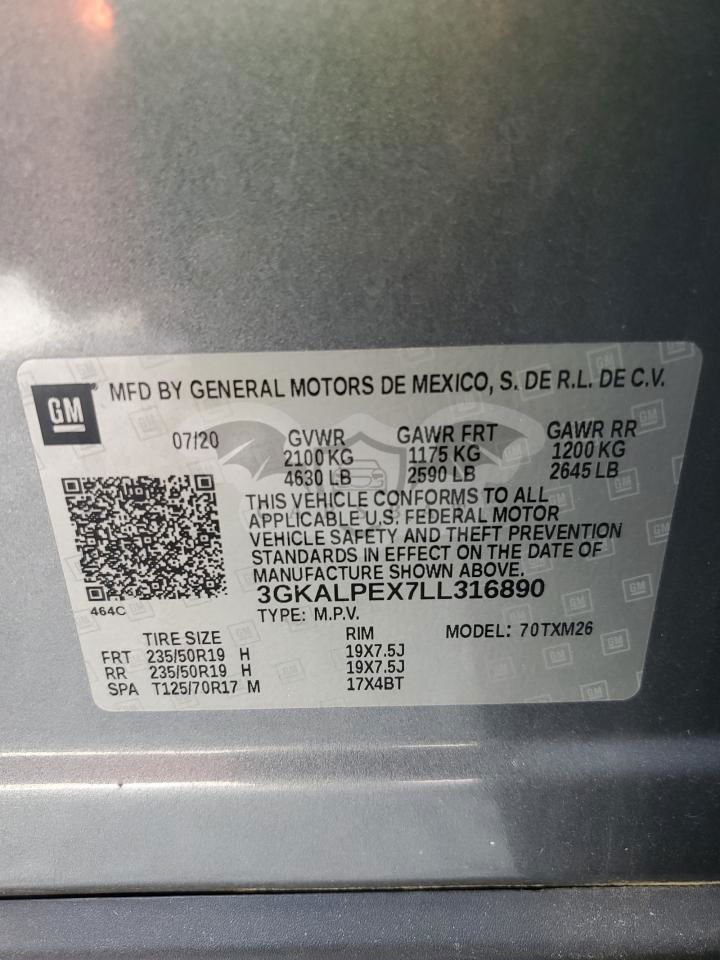 GM
MFD BY GENERAL MOTORS DE MEXICO, S. DE R.L. DE C.V.
07/20 GVWR GAWR FRT GAWR RR
2100 KG 1175 KG 1200 KG
4630 LB 2590 LB 2645 LB
THIS VEHICLE CONFORMS TO ALL
APPLICABLE U.S. FEDERAL MOTOR
VEHICLE SAFETY AND THEFT PREVENTION
STANDARDS IN EFFECT ON THE DATE OF
MANUFACTURE SHOWN ABOVE.
464C
3GKALPEX7LL316890
TYPE: M.P.V.
TIRE SIZE RIM MODEL: 70TXM26
FRT 235/50R19 H 19X7.5J
RR 235/50R19 H 19X7.5J
SPA T125/70R17 M 17X4BT